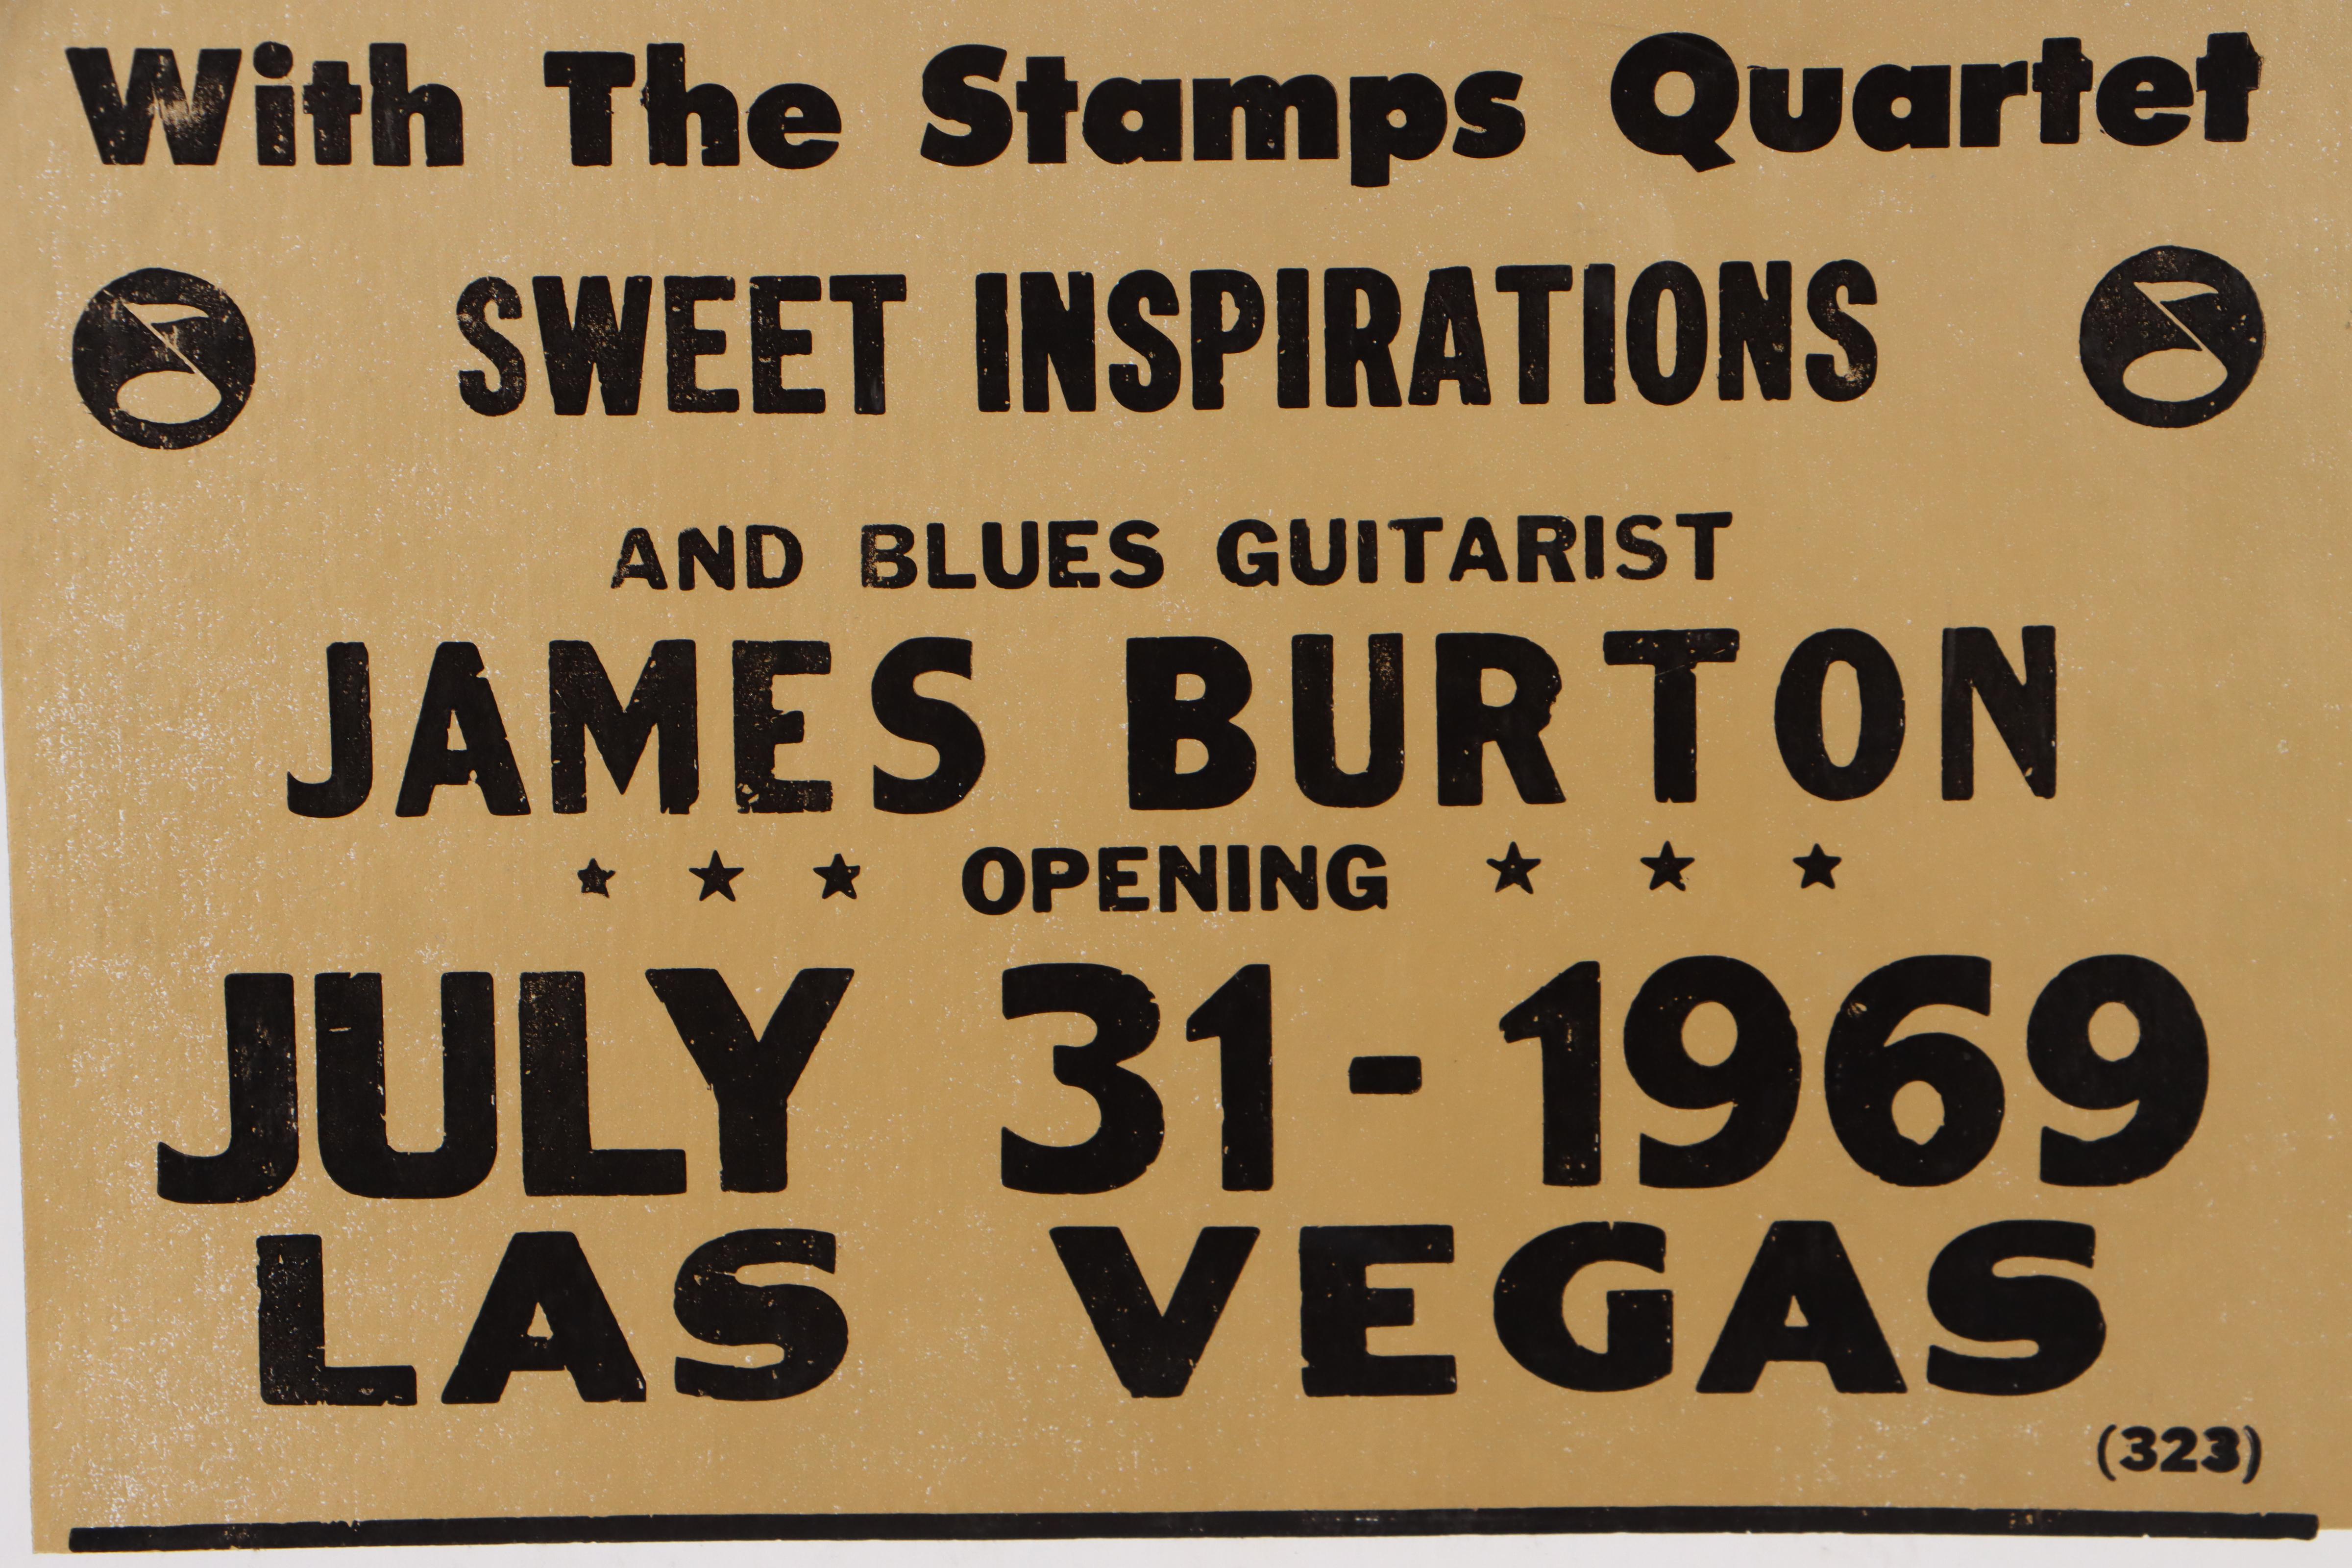 With The Stamps Quartet
SWEET INSPIRATIONS
AND BLUES GUITARIST
JAMES BURTON
★ ★ ★ OPENING ★ ★ ★
JULY 31-1969
LAS VEGAS
(323)